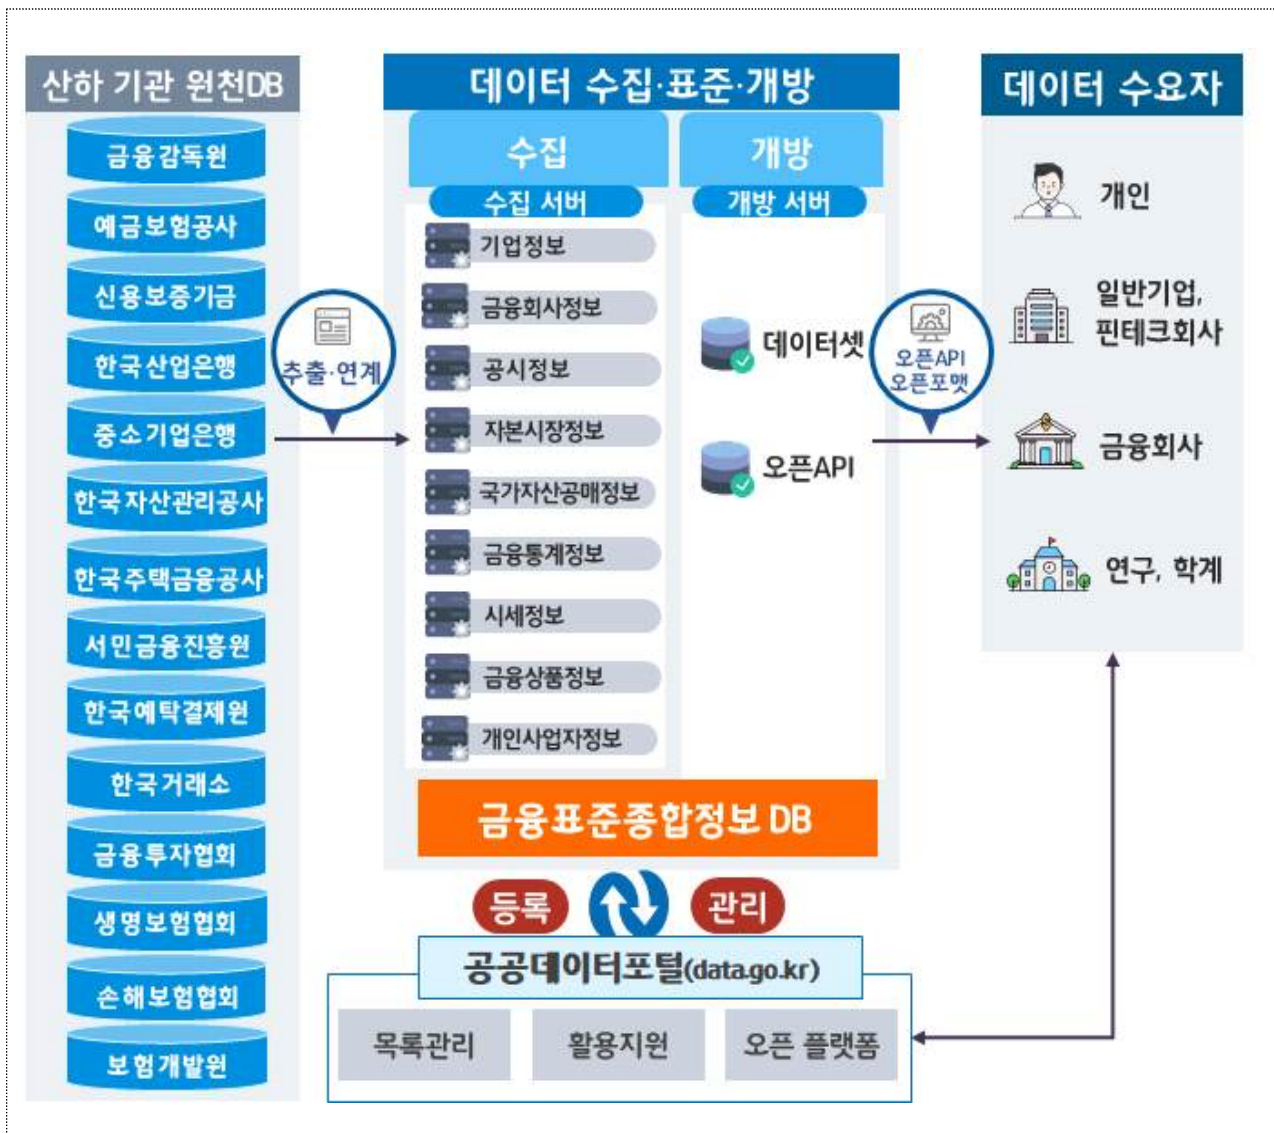 산하 기관 원천DB
금융감독원
예금보험공사
신용보증기금
한국산업은행
중소기업은행
한국자산관리공사
한국주택금융공사
서민금융진흥원
한국예탁결제원
한국거래소
금융투자협회
생명보험협회
손해보험협회
보험개발원
추출·연계
데이터 수집·표준·개방
수집
수집 서버
기업정보
금융회사정보
공시정보
자본시장정보
국가자산공매정보
금융통계정보
시세정보
금융상품정보
개인사업자정보
개방
개방 서버
데이터셋
오픈API
금융표준종합정보 DB
오픈API
오픈포맷
데이터 수요자
개인
일반기업,
핀테크회사
금융회사
연구, 학계
등록
관리
공공데이터포털(data.go.kr)
목록관리
활용지원
오픈 플랫폼